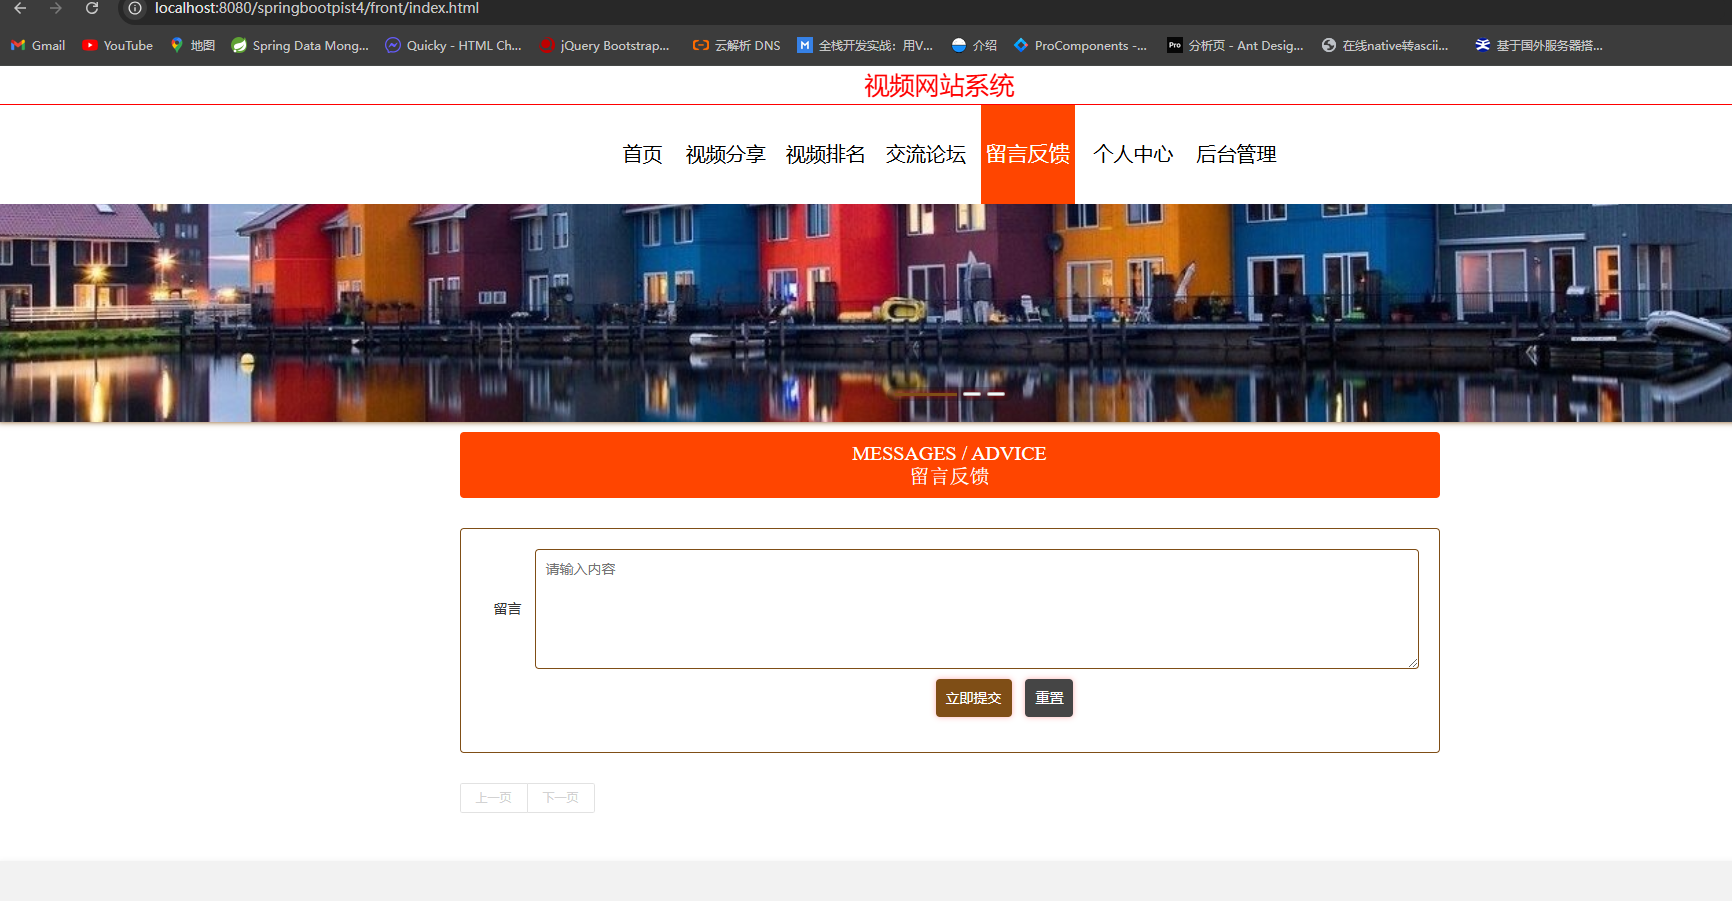 localhost:8080/springbootpist4/front/index.html
Gmail YouTube 地图 Spring Data Mong... Quicky - HTML Ch... jQuery Bootstrap... 云解析 DNS M 全栈开发实战：用V... 介绍 ProComponents -... Pro 分析页 - Ant Desig... 在线native转ascii... 基于国外服务器搭...
视频网站系统
首页 视频分享 视频排名 交流论坛 留言反馈 个人中心 后台管理
MESSAGES / ADVICE
留言反馈
请输入内容
留言
立即提交 重置
上一页 下一页